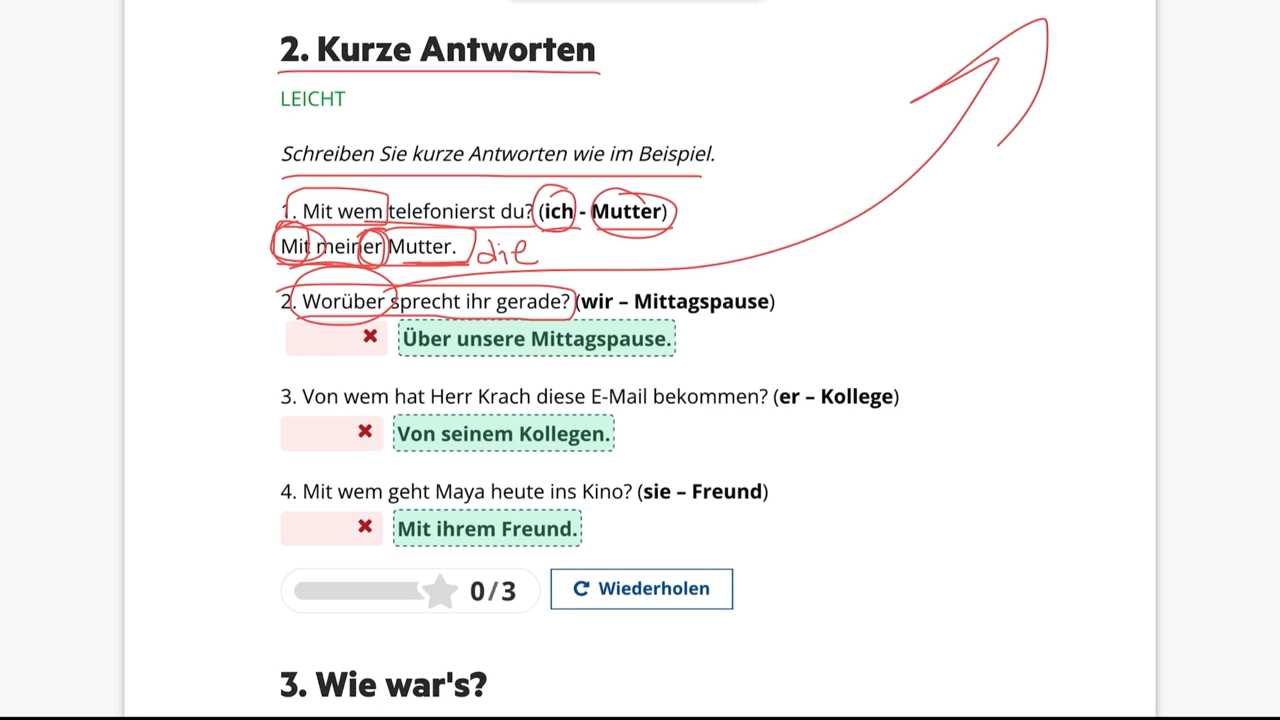 2. Kurze Antworten
LEICHT
Schreiben Sie kurze Antworten wie im Beispiel.
1. Mit wem telefonierst du? (ich - Mutter)
Mit meiner Mutter. die
2. Worüber sprecht ihr gerade? (wir – Mittagspause)
Über unsere Mittagspause.
3. Von wem hat Herr Krach diese E-Mail bekommen? (er – Kollege)
Von seinem Kollegen.
4. Mit wem geht Maya heute ins Kino? (sie – Freund)
Mit ihrem Freund.
0/3 Wiederholen
3. Wie war's?